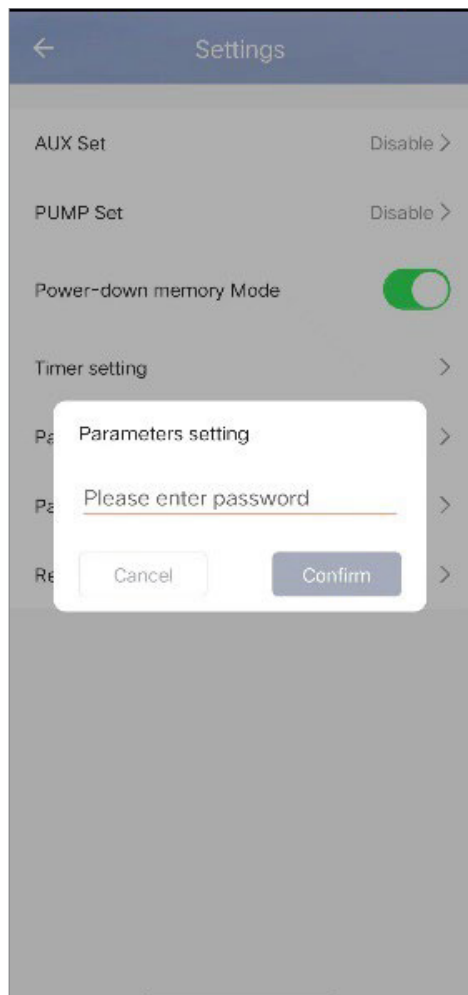 Settings
AUX Set Disable
PUMP Set Disable
Power-down memory Mode
Timer setting
Parameters setting
Please enter password
Cancel Confirm